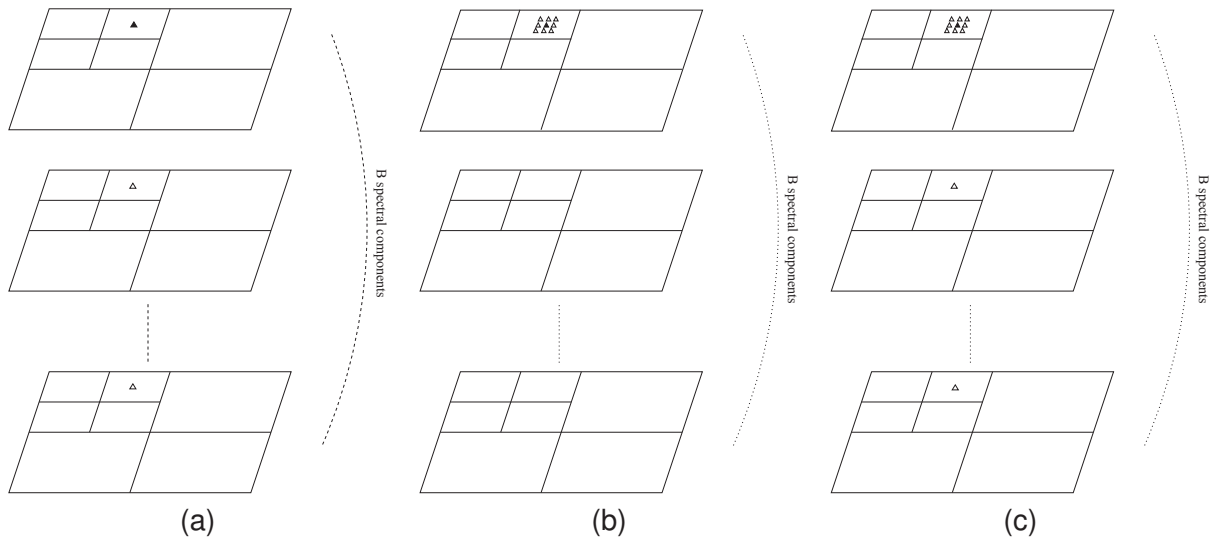 B spectral components
B spectral components
B spectral components
(a)
(b)
(c)